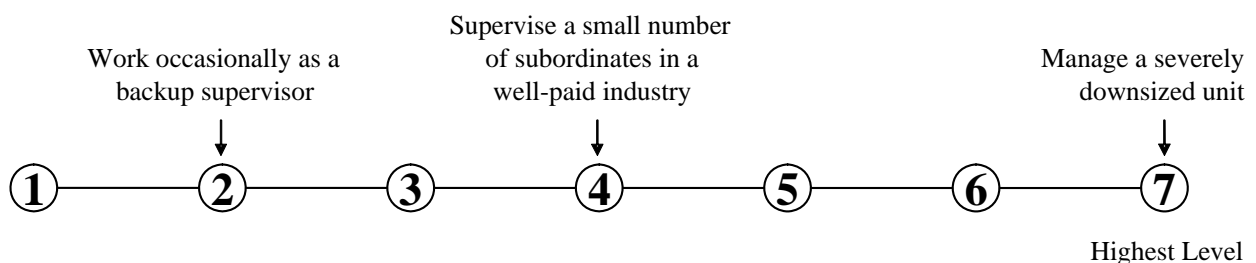 Work occasionally as a
backup supervisor
Supervise a small number
of subordinates in a
well-paid industry
Manage a severely
downsized unit
1 2 3 4 5 6 7
Highest Level